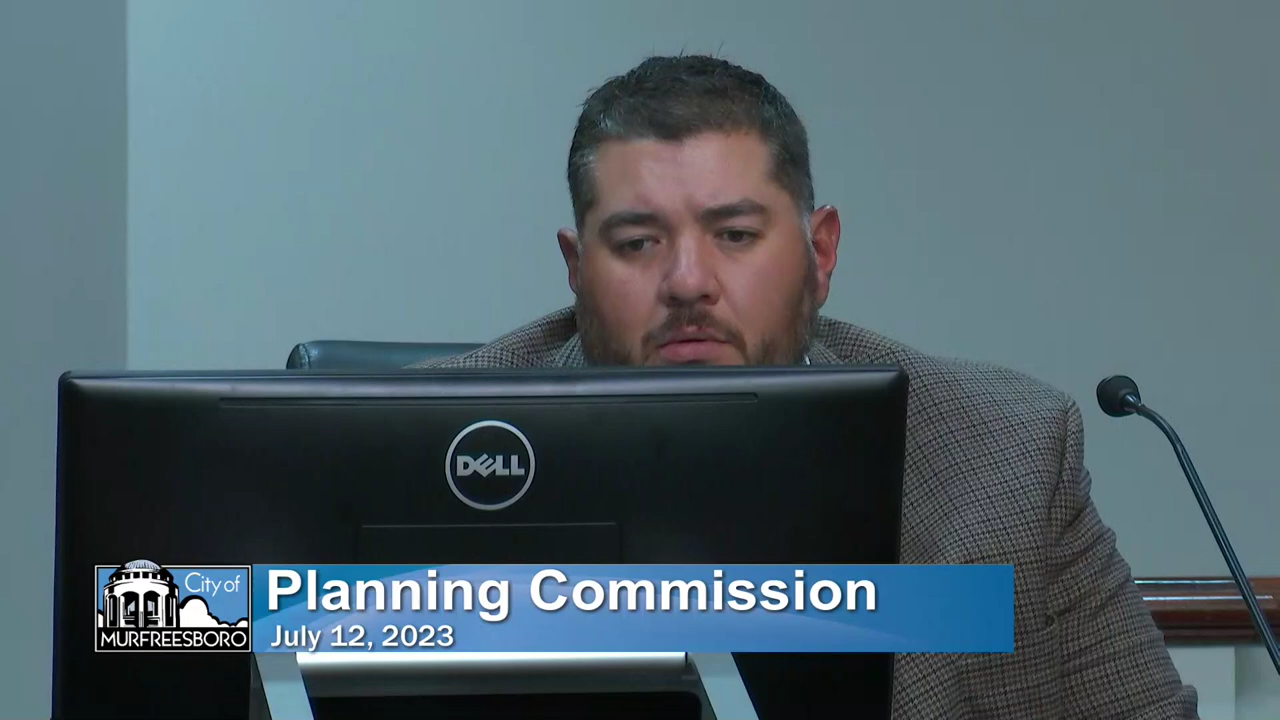 DELL
City of
MURFREESBORO
Planning Commission
July 12, 2023